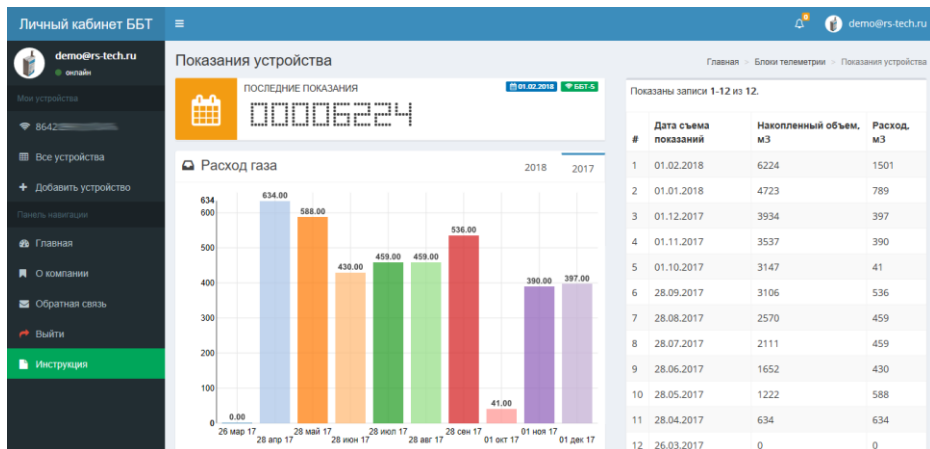 Личный кабинет ББТ
0
demo@rs-tech.ru
demo@rs-tech.ru
онлайн
Мои устройства
8642
Все устройства
Добавить устройство
Панель навигации
Главная
О компании
Обратная связь
Выйти
Инструкция
Показания устройства
Главная > Блоки телеметрии > Показания устройства
ПОСЛЕДНИЕ ПОКАЗАНИЯ
01.02.2018 ББТ-5
00006224
Расход газа
2018 2017
634
600
500
400
300
200
100
0
0.00
634.00
588.00
430.00
459.00
459.00
536.00
41.00
390.00
397.00
26 мар 17
28 апр 17
28 май 17
28 июн 17
28 июл 17
28 авг 17
28 сен 17
01 окт 17
01 ноя 17
01 дек 17
Показаны записи 1-12 из 12.
# Дата съема показаний Накопленный объем, м3 Расход, м3
1 01.02.2018 6224 1501
2 01.01.2018 4723 789
3 01.12.2017 3934 397
4 01.11.2017 3537 390
5 01.10.2017 3147 41
6 28.09.2017 3106 536
7 28.08.2017 2570 459
8 28.07.2017 2111 459
9 28.06.2017 1652 430
10 28.05.2017 1222 588
11 28.04.2017 634 634
12 26.03.2017 0 0